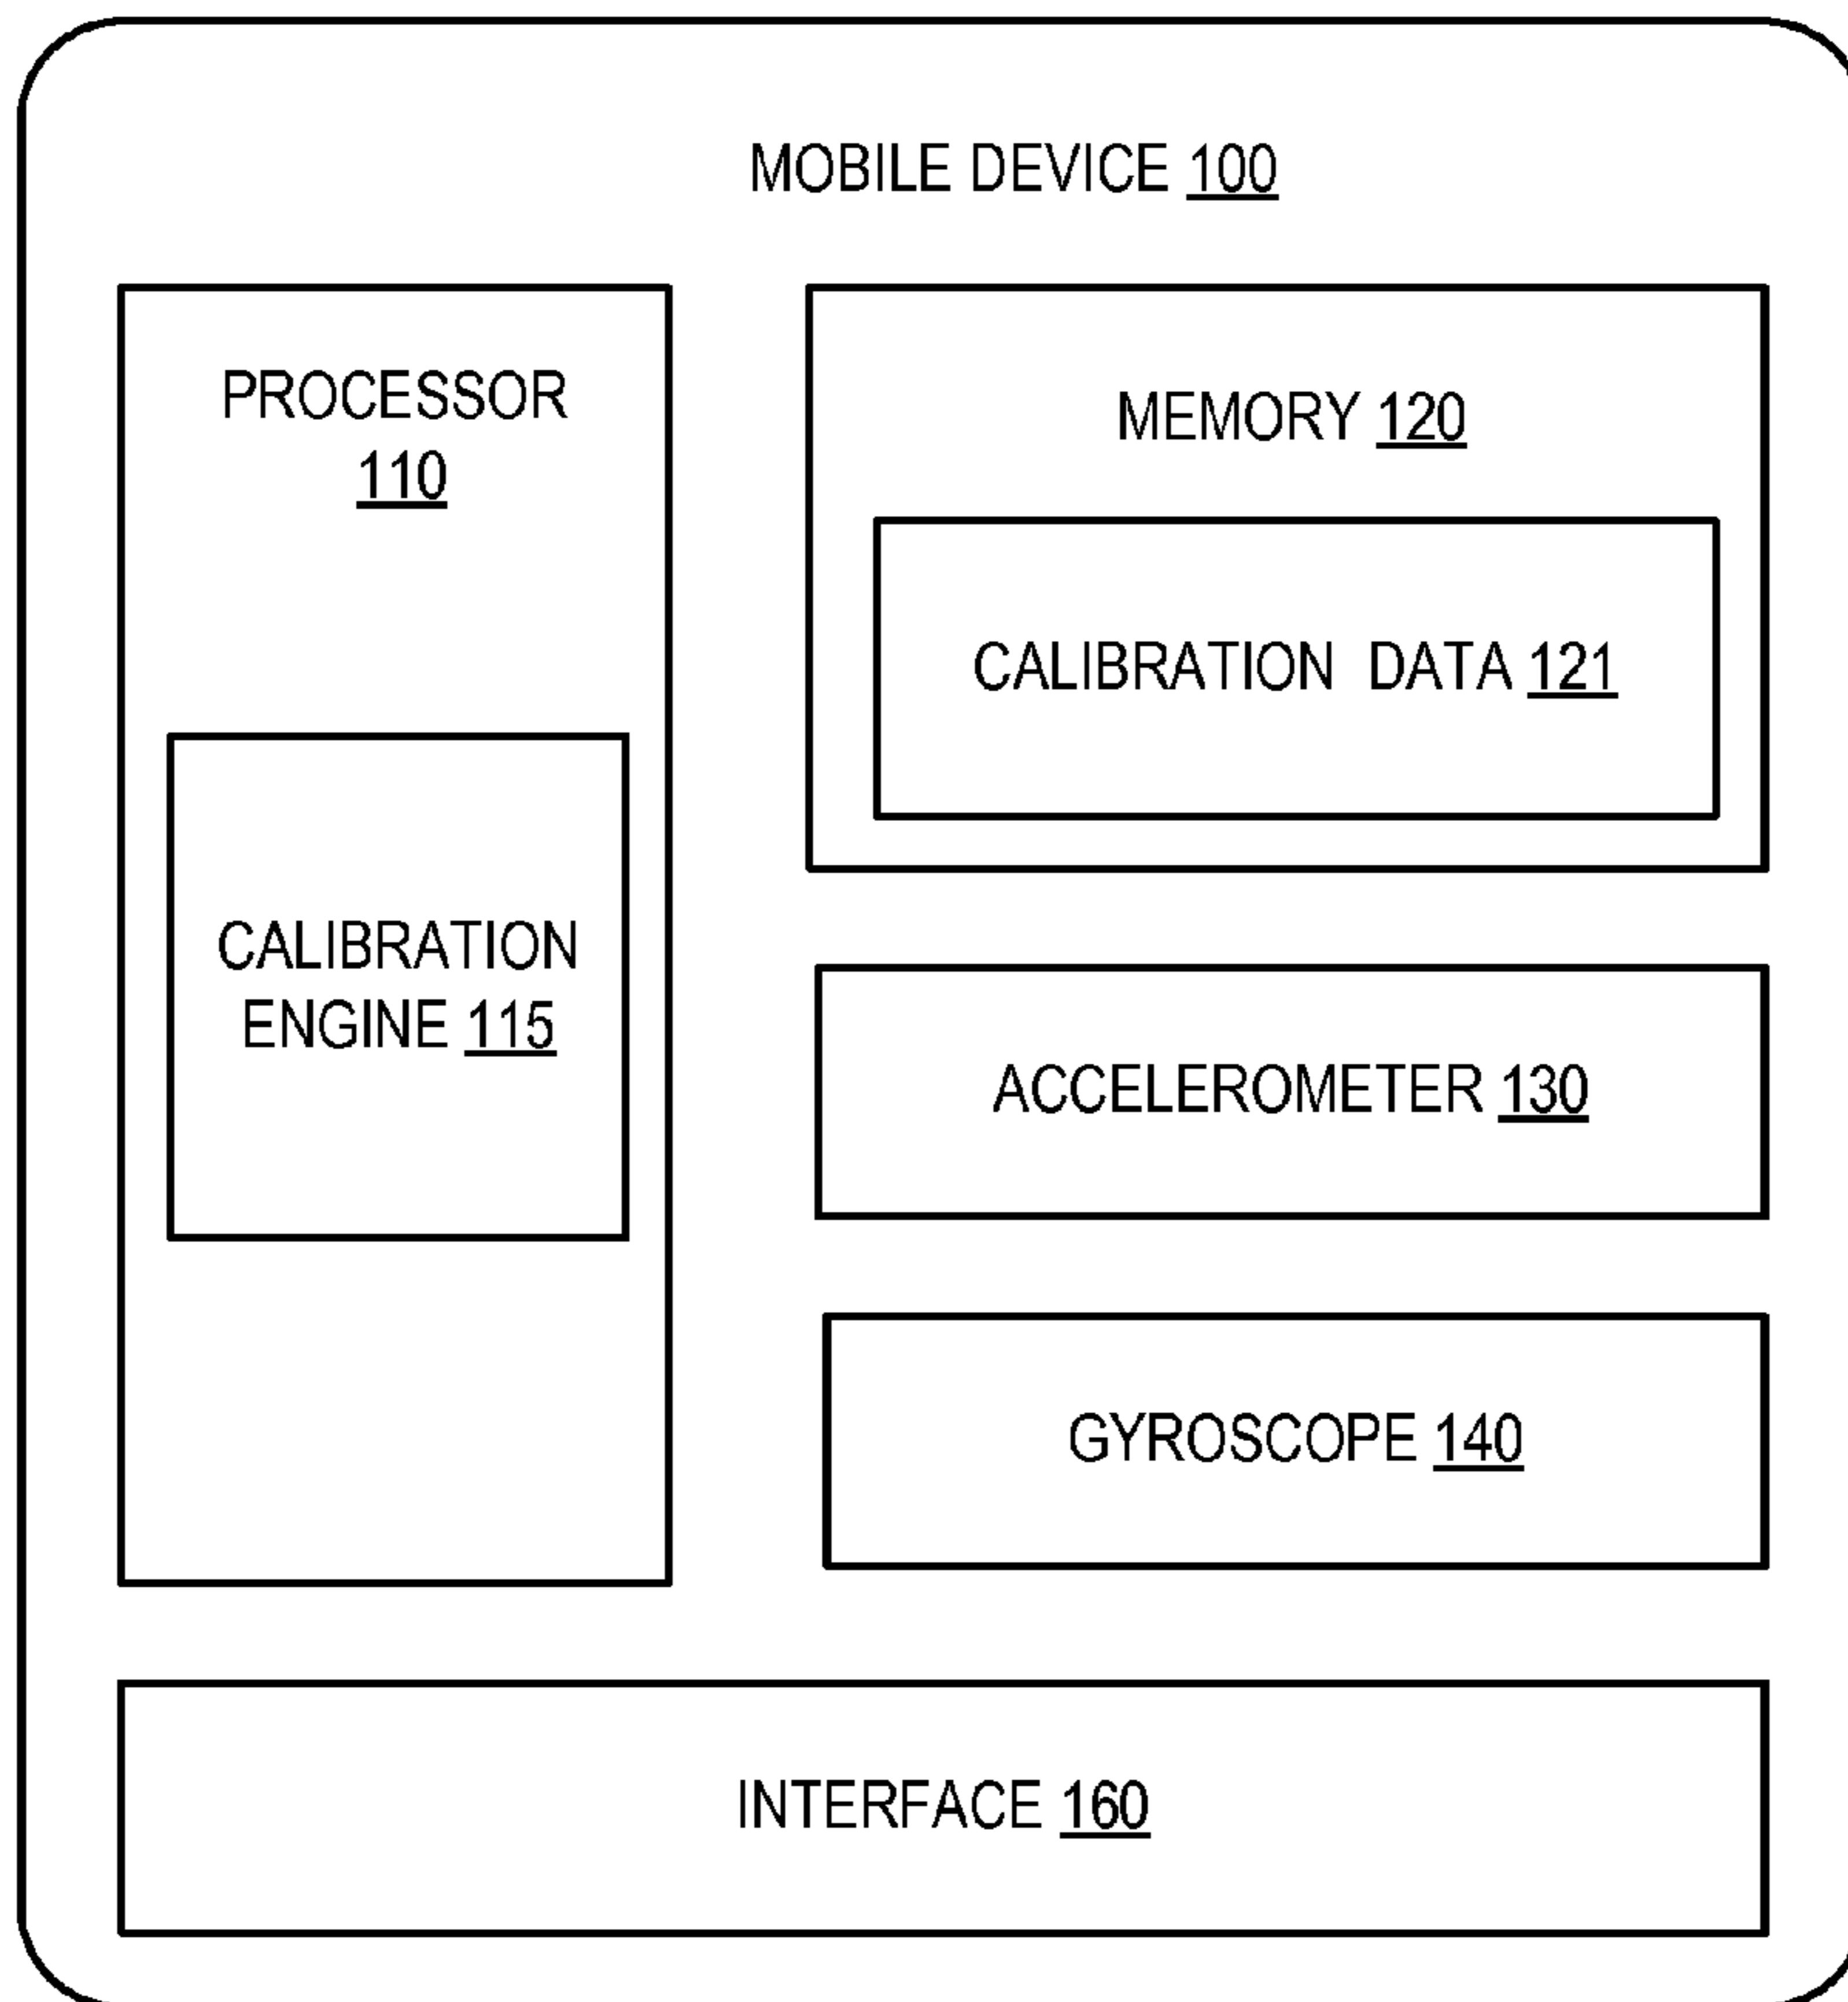 MOBILE DEVICE 100
PROCESSOR
110
MEMORY 120
CALIBRATION DATA 121
CALIBRATION
ENGINE 115
ACCELEROMETER 130
GYROSCOPE 140
INTERFACE 160